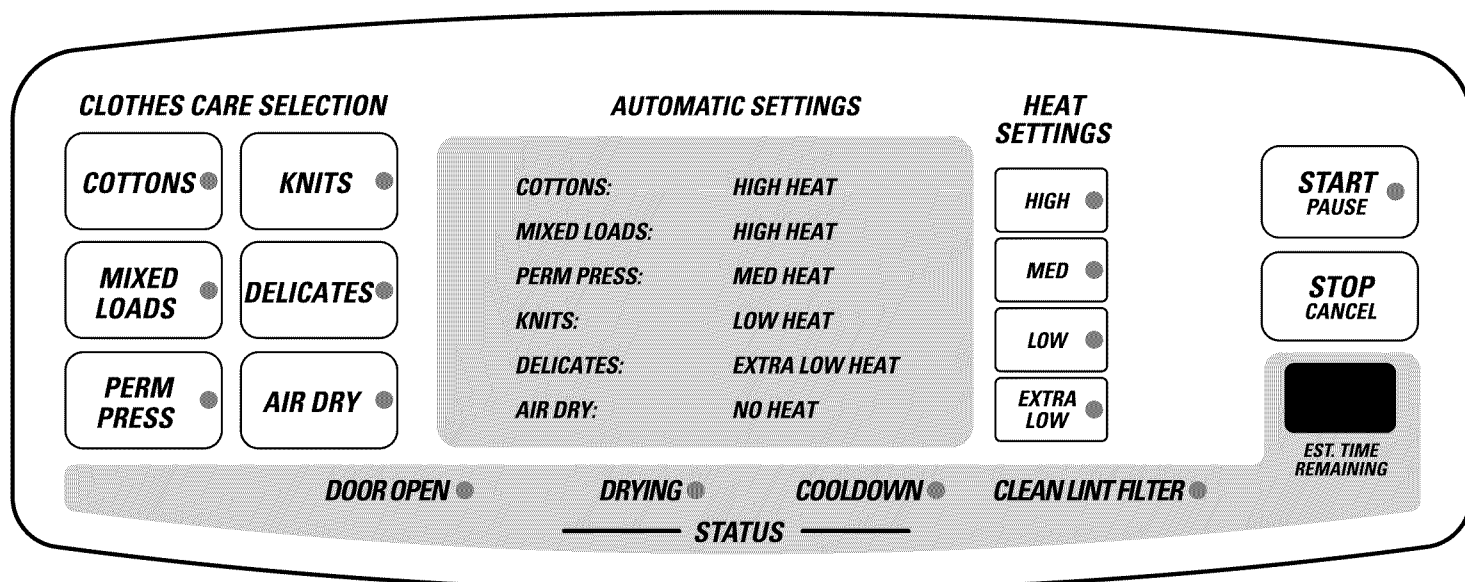 CLOTHES CARE SELECTION
COTTONS
KNITS
MIXED
LOADS
DELICATES
PERM
PRESS
AIR DRY
AUTOMATIC SETTINGS
COTTONS: HIGH HEAT
MIXED LOADS: HIGH HEAT
PERM PRESS: MED HEAT
KNITS: LOW HEAT
DELICATES: EXTRA LOW HEAT
AIR DRY: NO HEAT
HEAT
SETTINGS
HIGH
MED
LOW
EXTRA
LOW
START
PAUSE
STOP
CANCEL
EST. TIME
REMAINING
DOOR OPEN
DRYING
COOLDOWN
CLEAN LINT FILTER
STATUS